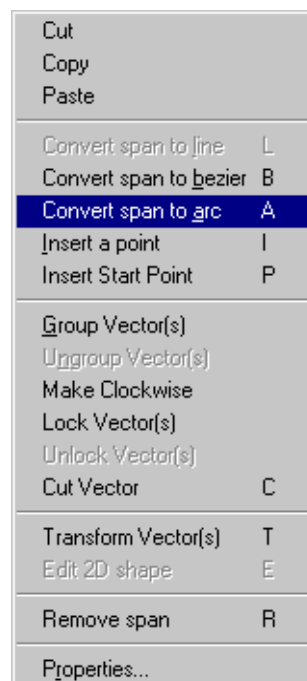 Cut
Copy
Paste
Convert span to line L
Convert span to bezier B
Convert span to arc A
Insert a point I
Insert Start Point P
Group Vector(s)
Ungroup Vector(s)
Make Clockwise
Lock Vector(s)
Unlock Vector(s)
Cut Vector C
Transform Vector(s) T
Edit 2D shape E
Remove span R
Properties...